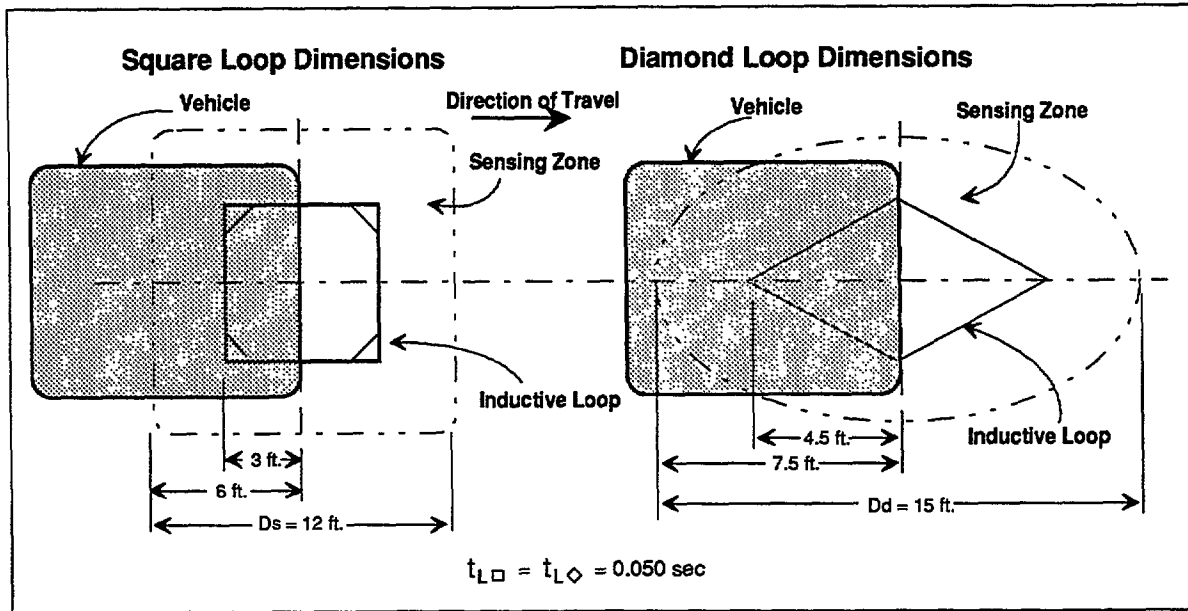 Square Loop Dimensions
Vehicle
Direction of Travel
Sensing Zone
Inductive Loop
3 ft.
6 ft.
Ds = 12 ft.
Diamond Loop Dimensions
Vehicle
Sensing Zone
Inductive Loop
4.5 ft.
7.5 ft.
Dd = 15 ft.
tL□ = tL◇ = 0.050 sec